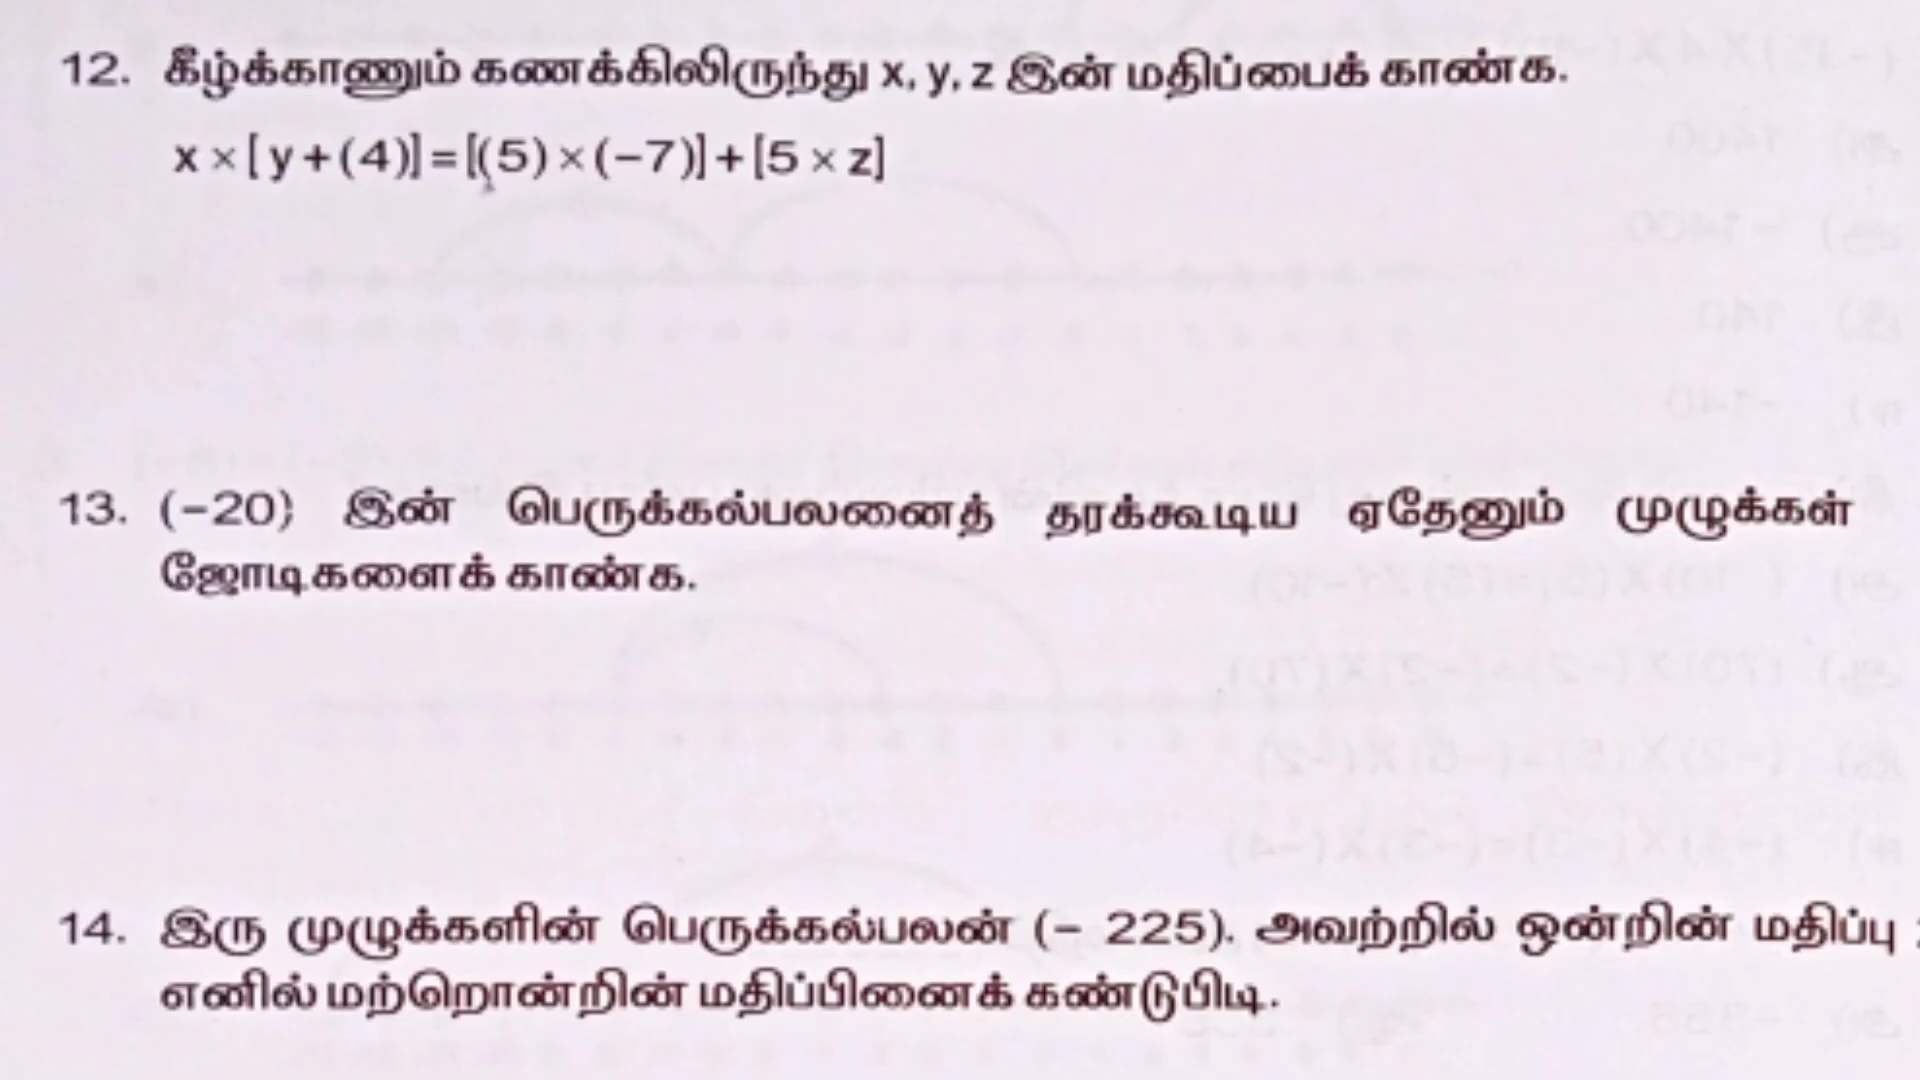 12. கீழ்க்காணும் கணக்கிலிருந்து x, y, z இன் மதிப்பைக் காண்க.
x × [ y + (4)] = [(5) × (−7)] + [5 × z]
13. (−20) இன் பெருக்கல்பலனைத் தரக்கூடிய ஏதேனும் முழுக்கள்
ஜோடிகளைக் காண்க.
14. இரு முழுக்களின் பெருக்கல்பலன் (− 225). அவற்றில் ஒன்றின் மதிப்பு
எனில் மற்றொன்றின் மதிப்பினைக் கண்டுபிடி.